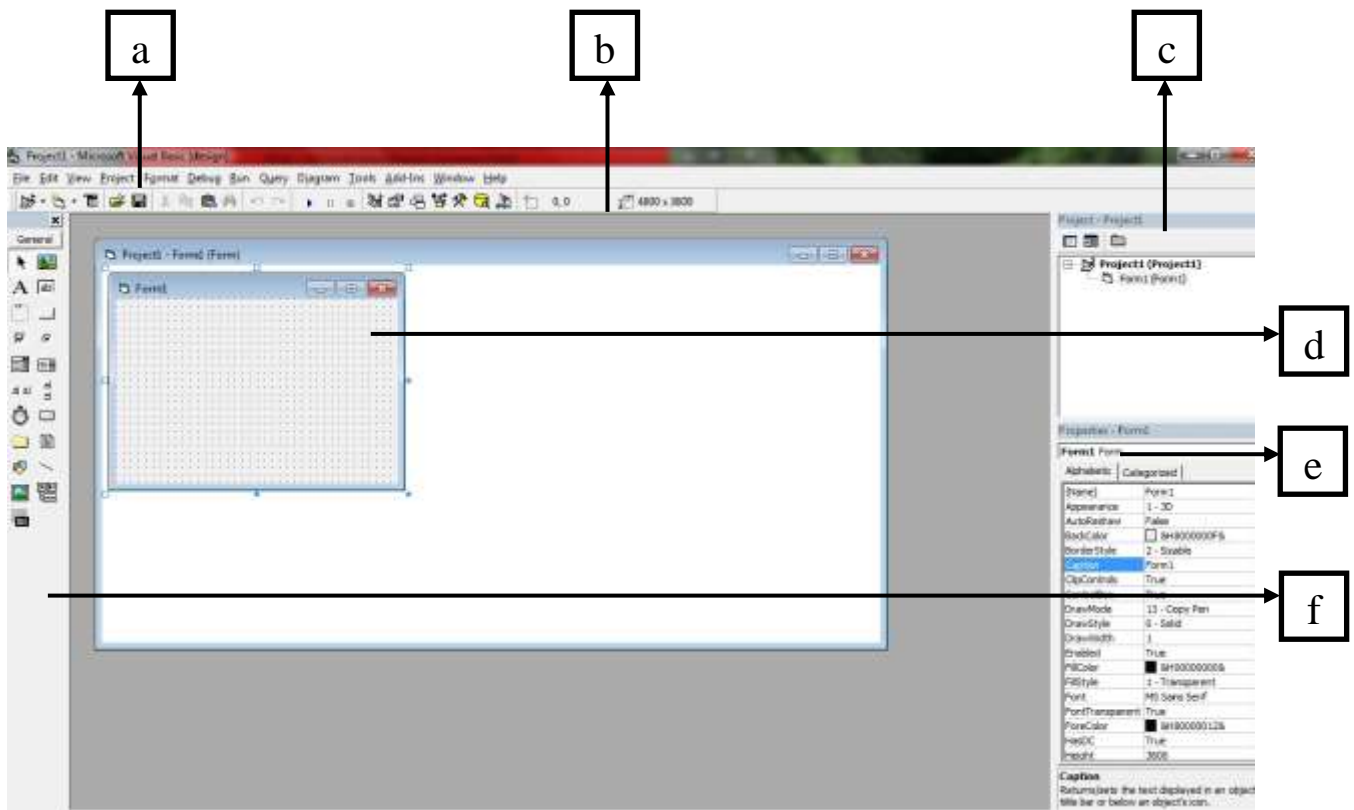 a
b
c
Project1 - Microsoft Visual Basic [design]
File Edit View Project Format Debug Run Query Diagram Tools Add-Ins Window Help
0, 0
4800 x 3600
General
Project1 - Form1 (Form)
Form1
Project - Project1
Project1 (Project1)
Form1 (Form1)
d
Properties - Form1
Form1 Form
e
Alphabetic Categorized
(Name) Form1
Appearance 1 - 3D
AutoRedraw False
BackColor &H8000000F&
BorderStyle 2 - Sizable
Caption Form1
ClipControls True
True
f
DrawMode 13 - Copy Pen
DrawStyle 0 - Solid
DrawWidth 1
Enabled True
FillColor &H00000000&
FillStyle 1 - Transparent
Font MS Sans Serif
FontTransparent True
ForeColor &H80000012&
HasDC True
Height 3600
Caption
Returns/sets the text displayed in an object
title bar or below an object's icon.